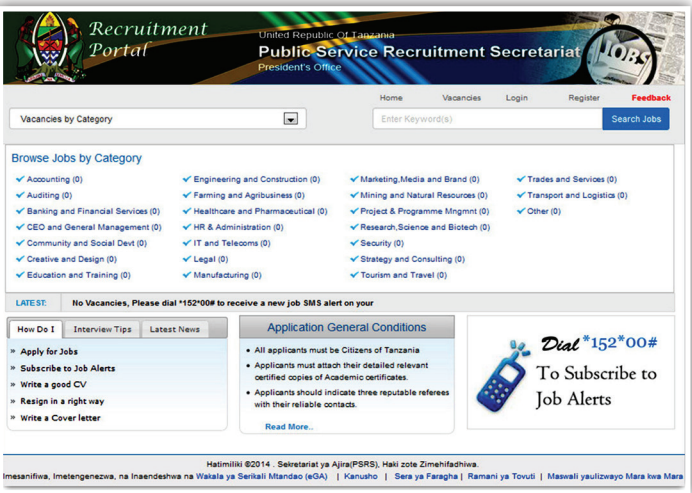 Recruitment
Portal
United Republic Of Tanzania
Public Service Recruitment Secretariat
President's Office
JOBS
Home Vacancies Login Register Feedback
Vacancies by Category
Enter Keyword(s)
Search Jobs
Browse Jobs by Category
Accounting (0)
Auditing (0)
Banking and Financial Services (0)
CEO and General Management (0)
Community and Social Devt (0)
Creative and Design (0)
Education and Training (0)
Engineering and Construction (0)
Farming and Agribusiness (0)
Healthcare and Pharmaceutical (0)
HR & Administration (0)
IT and Telecoms (0)
Legal (0)
Manufacturing (0)
Marketing,Media and Brand (0)
Mining and Natural Resources (0)
Project & Programme Mngmnt (0)
Research,Science and Biotech (0)
Security (0)
Strategy and Consulting (0)
Tourism and Travel (0)
Trades and Services (0)
Transport and Logistics (0)
Other (0)
LATEST: No Vacancies, Please dial *152*00# to receive a new job SMS alert on your
How Do I Interview Tips Latest News
» Apply for Jobs
» Subscribe to Job Alerts
» Write a good CV
» Resign in a right way
» Write a Cover letter
Application General Conditions
• All applicants must be Citizens of Tanzania
• Applicants must attach their detailed relevant
certified copies of Academic certificates.
• Applicants should indicate three reputable referees
with their reliable contacts.
Read More..
Dial *152*00#
To Subscribe to
Job Alerts
Hatimiliki ©2014 . Sekretariat ya Ajira(PSRS), Haki zote Zimehifadhiwa.
Imesanifiwa, Imetengenezwa, na Inaendeshwa na Wakala ya Serikali Mtandao (eGA) | Kanusho | Sera ya Faragha | Ramani ya Tovuti | Maswali yaulizwayo Mara kwa Mara